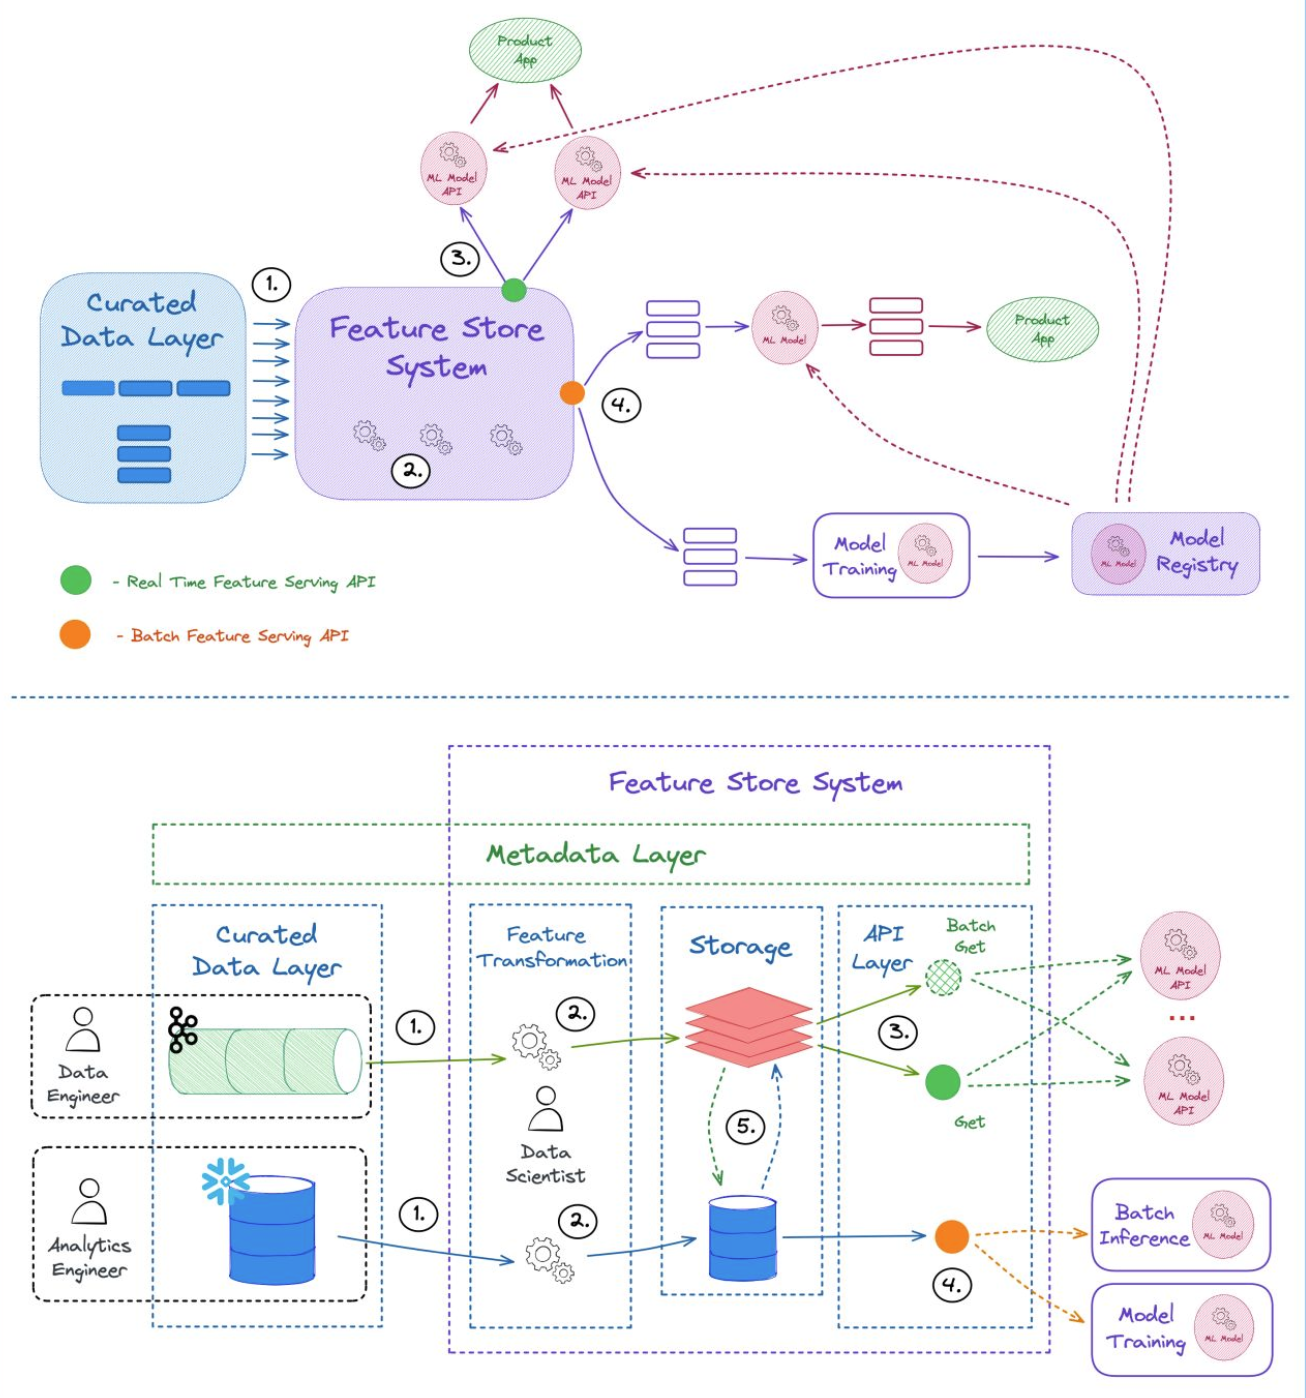 Product
App
ML Model
API
ML Model
API
3.
1.
Curated
Data Layer
Feature Store
System
2.
4.
ML Model
Product
App
Model
Training
ML Model
ML Model
Model
Registry
- Real Time Feature Serving API
- Batch Feature Serving API
Feature Store System
Metadata Layer
Curated
Data Layer
Feature
Transformation
Storage
API
Layer
Batch
Get
ML Model
API
...
ML Model
API
Data
Engineer
1.
2.
3.
Get
Data
Scientist
5.
Analytics
Engineer
1.
2.
4.
Batch
Inference
ML Model
Model
Training
ML Model